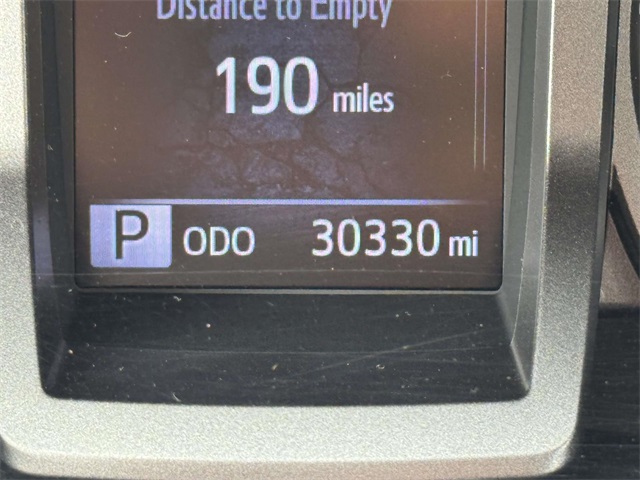 Distance to Empty
190 miles
P ODO 30330 mi